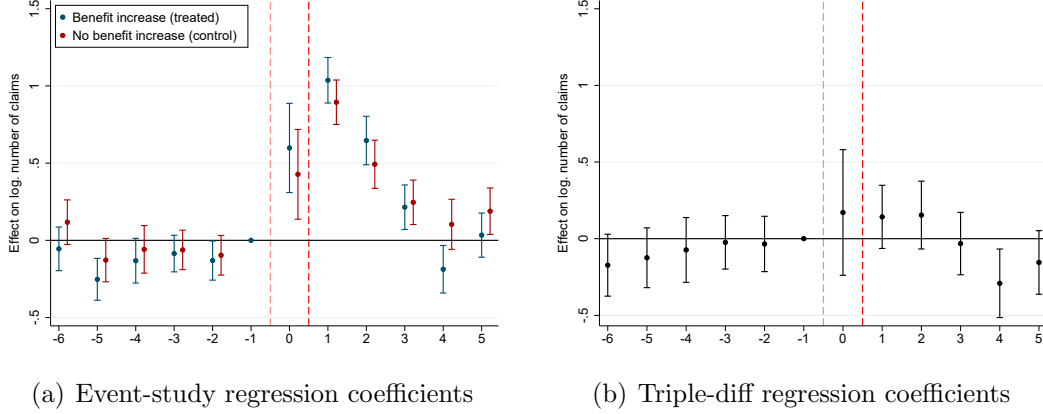 Benefit increase (treated)
No benefit increase (control)
Effect on log. number of claims
1.5
1
.5
0
-.5
-6 -5 -4 -3 -2 -1 0 1 2 3 4 5
(a) Event-study regression coefficients
Effect on log. number of claims
1.5
1
.5
0
-.5
-6 -5 -4 -3 -2 -1 0 1 2 3 4 5
(b) Triple-diff regression coefficients